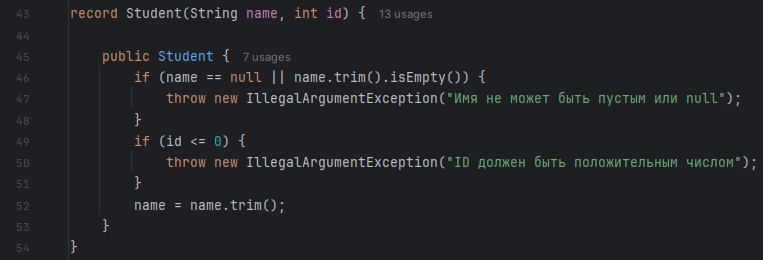 43 record Student(String name, int id) { 13 usages
44
45 public Student { 7 usages
46 if (name == null || name.trim().isEmpty()) {
47 throw new IllegalArgumentException("Имя не может быть пустым или null");
48 }
49 if (id <= 0) {
50 throw new IllegalArgumentException("ID должен быть положительным числом");
51 }
52 name = name.trim();
53 }
54 }